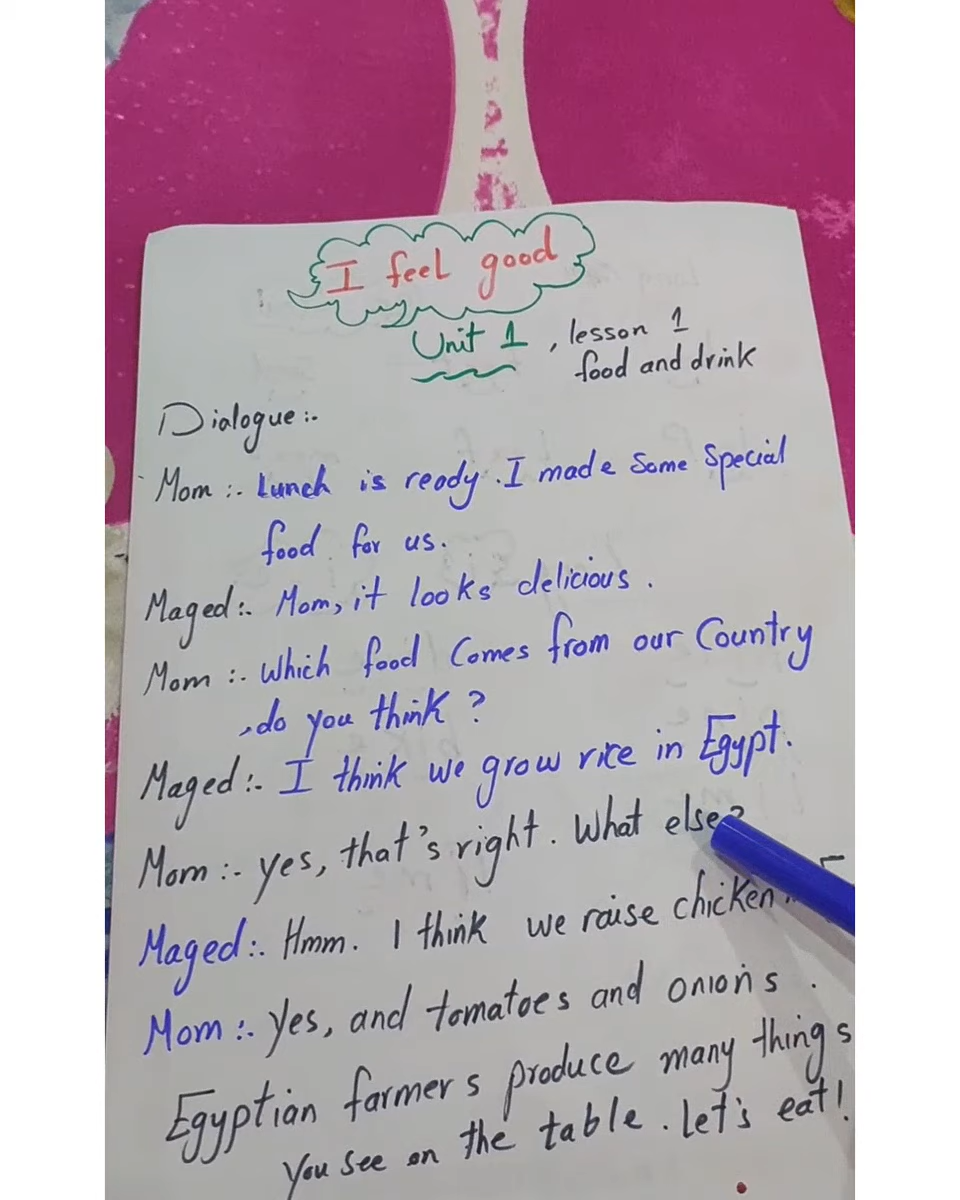 I feel good
Unit 1, lesson 1
food and drink
Dialogue:-
Mom :- Lunch is ready. I made Some Special
food for us.
Maged:- Mom, it looks delicious.
Mom :- Which food Comes from our Country
,do you think?
Maged:- I think we grow rice in Egypt.
Mom :- yes, that's right. What else?
Maged:- Hmm. I think we raise chicken
Mom :- yes, and tomatoes and onions.
Egyptian farmers produce many things
you see on the table. Let's eat!